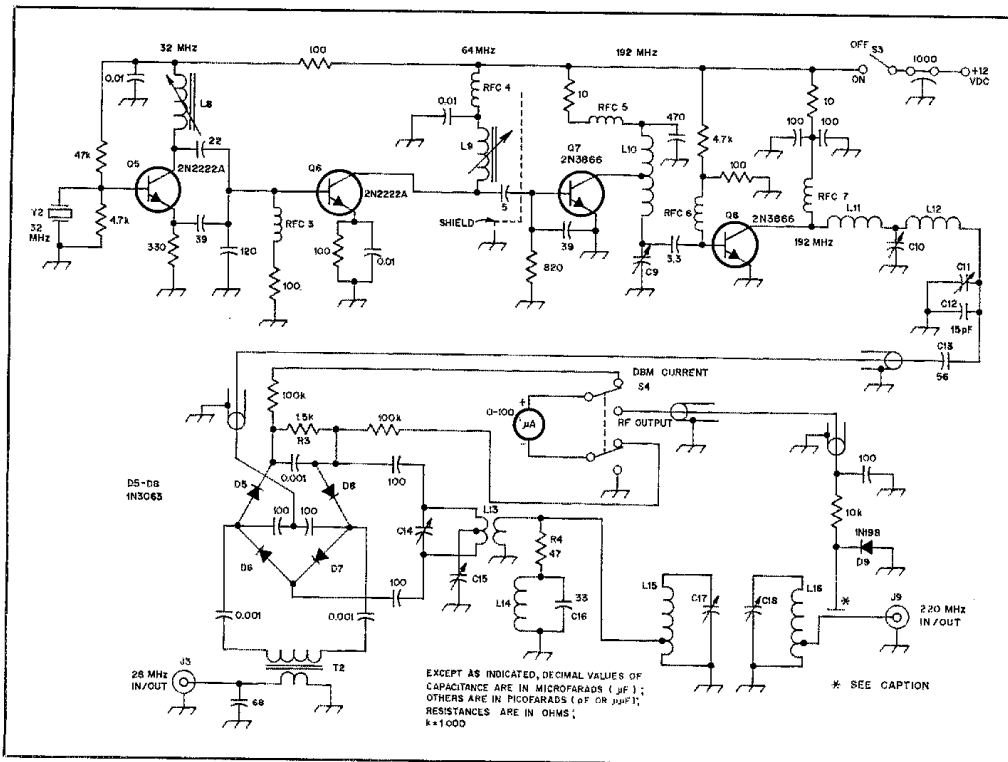 32 MHz
100
64 MHz
192 MHz
OFF S3
ON
1000
+12
VDC
0.01
L8
RFC 4
10
RFC 5
470
10
0.01
L9
4.7k
100
100
100
47k
22
Q5
2N2222A
Q6
2N2222A
Q7
2N3866
L10
RFC 7
L11
L12
Y2
32
MHz
4.7k
39
RFC 3
SHIELD
5
RFC 6
Q8
2N3866
192 MHz
C10
330
120
100
0.01
39
C9
3.3
C11
C12
15pF
100
820
C13
56
DBM CURRENT
S4
100k
0-100
+
µA
-
RF OUTPUT
1.5k
R3
100k
0.001
100
100
D5-D8
1N3063
D5
D8
100
100
C14
L13
10k
D6
D7
R4
47
1N198
D9
C15
100
L14
33
C16
L15
C17
C18
L16
*
J9
220 MHz
IN/OUT
0.001
0.001
T2
J3
28 MHz
IN/OUT
68
EXCEPT AS INDICATED, DECIMAL VALUES OF
CAPACITANCE ARE IN MICROFARADS (µF);
OTHERS ARE IN PICOFARADS (pF OR µµF);
RESISTANCES ARE IN OHMS;
k=1000
* SEE CAPTION